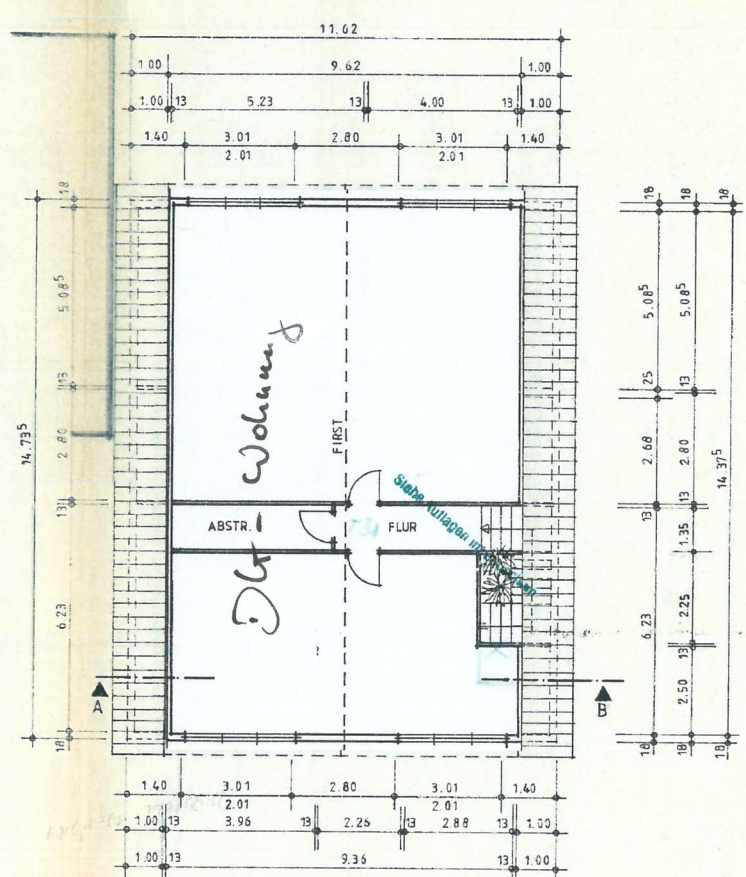 11.62
1.00 9.62 1.00
1.00 13 5.23 13 4.00 13 1.00
1.40 3.01 2.80 3.01 1.40
2.01 2.01
18 5.08⁵ 13 2.80 13 6.23 18
14.73⁵
18 5.08⁵ 25 2.68 13 6.23 18
18 5.08⁵ 13 2.80 13 1.35 2.25 13 2.50 18
18 14.37⁵ 18
DG - Wohnung
FIRST
ABSTR.
FLUR
Siehe Auflagen im
A
B
1.40 3.01 2.80 3.01 1.40
2.01 2.01
1.00 13 3.96 13 2.26 13 2.88 13 1.00
1.00 13 9.36 13 1.00